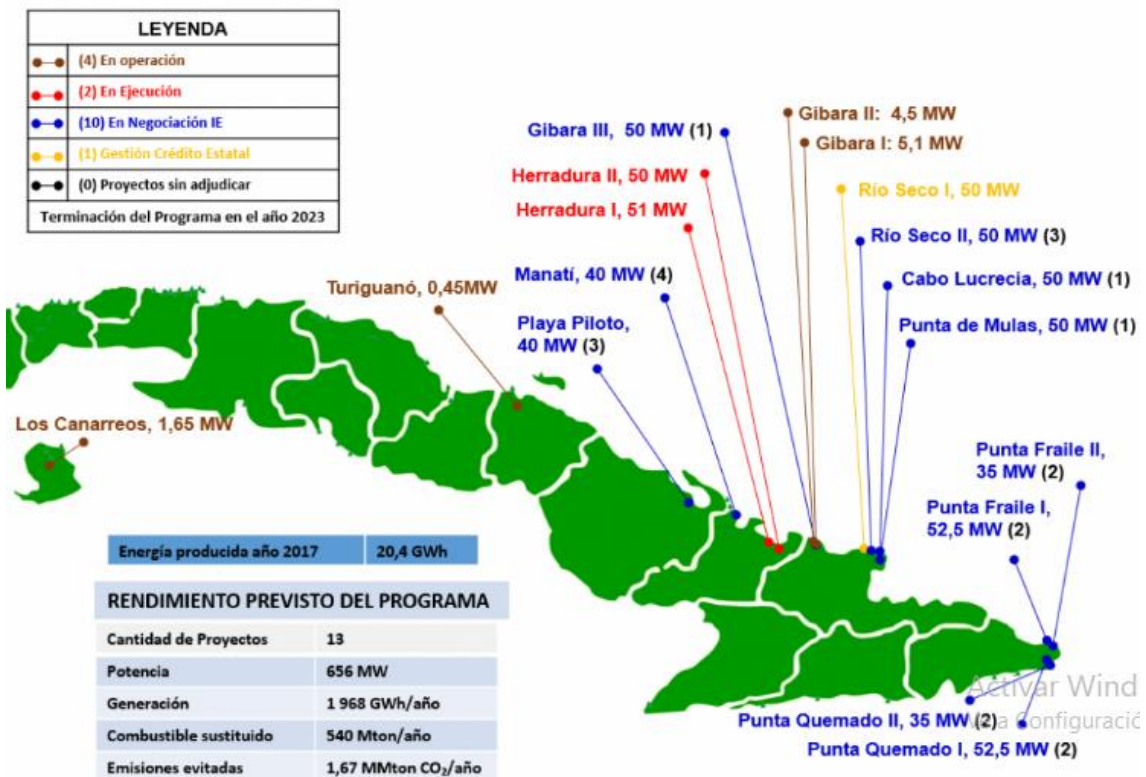 LEYENDA
(4) En operación
(2) En Ejecución
(10) En Negociación IE
(1) Gestión Crédito Estatal
(0) Proyectos sin adjudicar
Terminación del Programa en el año 2023
Gibara II: 4,5 MW
Gibara III, 50 MW (1)
Gibara I: 5,1 MW
Herradura II, 50 MW
Río Seco I, 50 MW
Herradura I, 51 MW
Río Seco II, 50 MW (3)
Manatí, 40 MW (4)
Cabo Lucrecia, 50 MW (1)
Turiguanó, 0,45MW
Playa Piloto,
40 MW (3)
Punta de Mulas, 50 MW (1)
Los Canarreos, 1,65 MW
Punta Fraile II,
35 MW (2)
Punta Fraile I,
52,5 MW (2)
Energía producida año 2017 20,4 GWh
RENDIMIENTO PREVISTO DEL PROGRAMA
Cantidad de Proyectos 13
Potencia 656 MW
Generación 1 968 GWh/año
Combustible sustituido 540 Mton/año
Emisiones evitadas 1,67 MMton CO₂/año
Activar Wind
Configuració
Punta Quemado II, 35 MW (2)
Punta Quemado I, 52,5 MW (2)